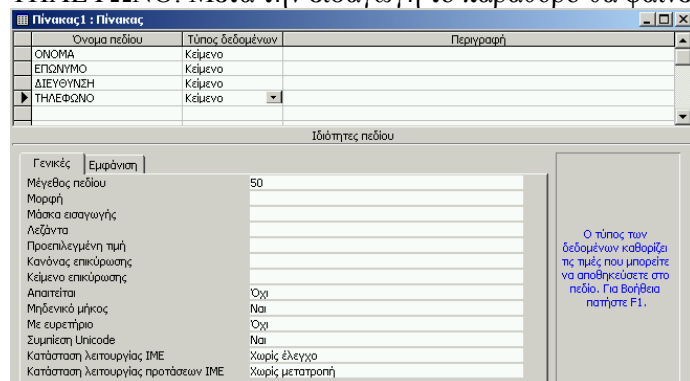 Πίνακας1 : Πίνακας
Όνομα πεδίου Τύπος δεδομένων Περιγραφή
ΟΝΟΜΑ Κείμενο
ΕΠΩΝΥΜΟ Κείμενο
ΔΙΕΥΘΥΝΣΗ Κείμενο
ΤΗΛΕΦΩΝΟ Κείμενο
Ιδιότητες πεδίου
Γενικές Εμφάνιση
Μέγεθος πεδίου 50
Μορφή
Μάσκα εισαγωγής
Λεζάντα
Προεπιλεγμένη τιμή
Κανόνας επικύρωσης
Κείμενο επικύρωσης
Απαιτείται Όχι
Μηδενικό μήκος Ναι
Με ευρετήριο Όχι
Συμπίεση Unicode Ναι
Κατάσταση λειτουργίας IME Χωρίς έλεγχο
Κατάσταση λειτουργίας προτάσεων IME Χωρίς μετατροπή
Ο τύπος των
δεδομένων καθορίζει
τις τιμές που μπορείτε
να αποθηκεύσετε στο
πεδίο. Για Βοήθεια
πατήστε F1.